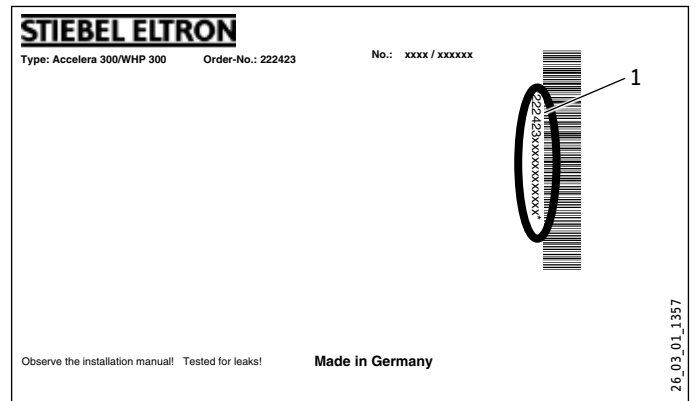 STIEBEL ELTRON
Type: Accelera 300/WHP 300 Order-No.: 222423 No.: xxxx / xxxxxx
1
222423xxxxxxxxxxxxx*
Observe the installation manual! Tested for leaks! Made in Germany
26_03_01_1357